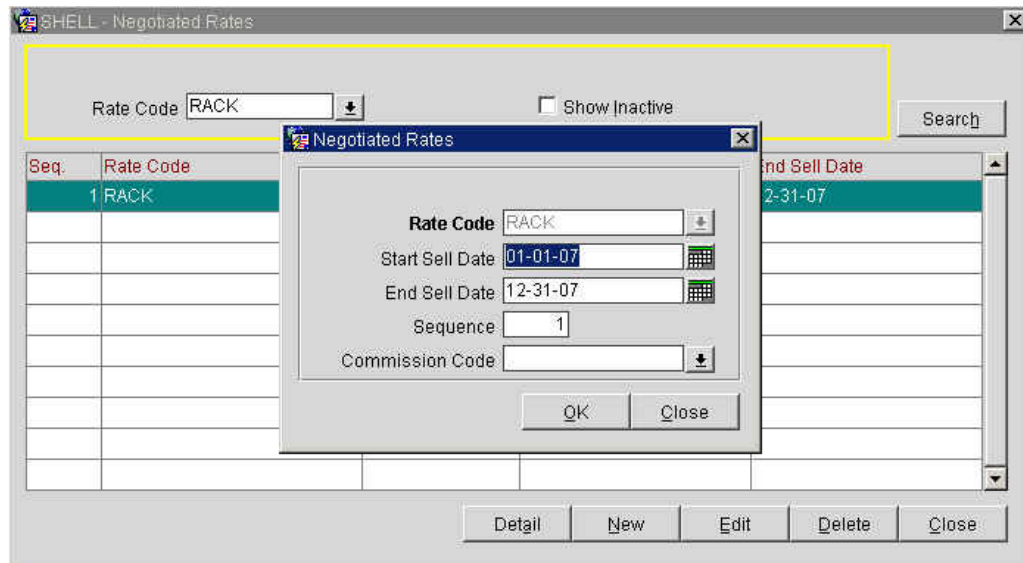 SHELL - Negotiated Rates
Rate Code RACK
Show Inactive
Search
Seq. Rate Code End Sell Date
1 RACK 2-31-07
Negotiated Rates
Rate Code RACK
Start Sell Date 01-01-07
End Sell Date 12-31-07
Sequence 1
Commission Code
OK Close
Detail New Edit Delete Close